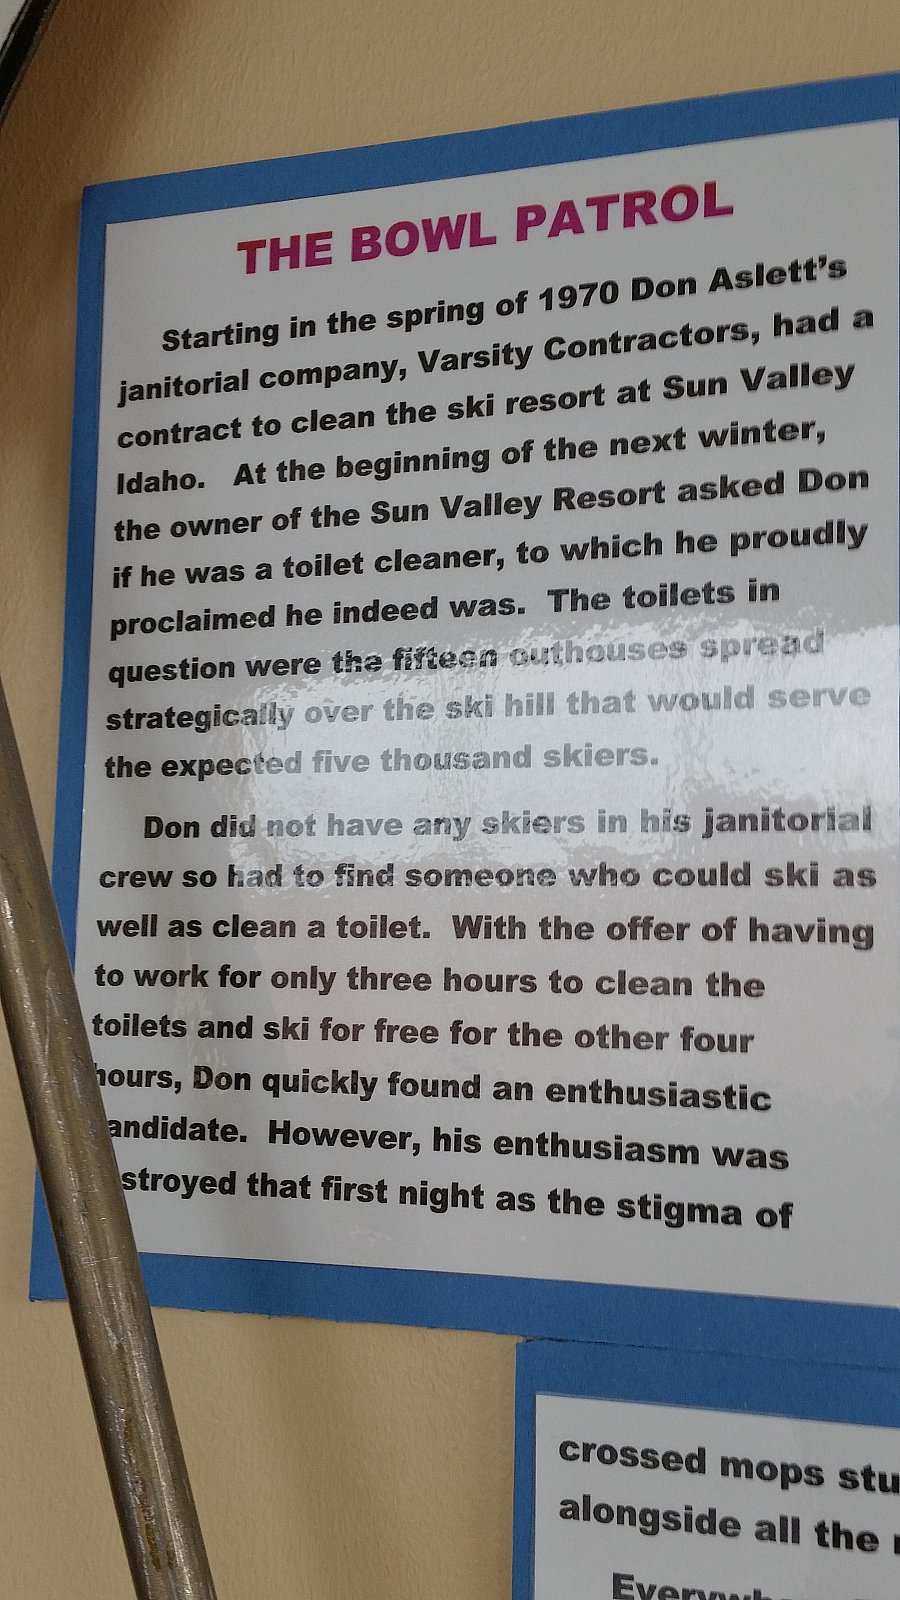 THE BOWL PATROL
Starting in the spring of 1970 Don Aslett's
janitorial company, Varsity Contractors, had a
contract to clean the ski resort at Sun Valley
Idaho. At the beginning of the next winter,
the owner of the Sun Valley Resort asked Don
if he was a toilet cleaner, to which he proudly
proclaimed he indeed was. The toilets in
question were the fifteen outhouses spread
strategically over the ski hill that would serve
the expected five thousand skiers.
Don did not have any skiers in his janitorial
crew so had to find someone who could ski as
well as clean a toilet. With the offer of having
to work for only three hours to clean the
toilets and ski for free for the other four
hours, Don quickly found an enthusiastic
andidate. However, his enthusiasm was
stroyed that first night as the stigma of
crossed mops stu
alongside all the